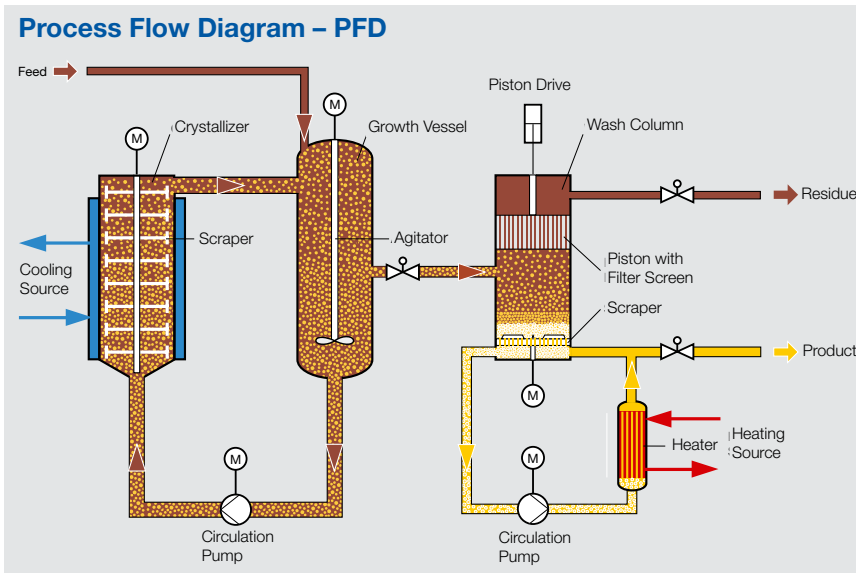 Process Flow Diagram – PFD
Feed
Piston Drive
M
M
Crystallizer
Growth Vessel
Wash Column
Residue
Scraper
Agitator
Cooling
Source
Piston with
Filter Screen
Scraper
Product
M
Heater
Heating
Source
M
M
Circulation
Pump
Circulation
Pump